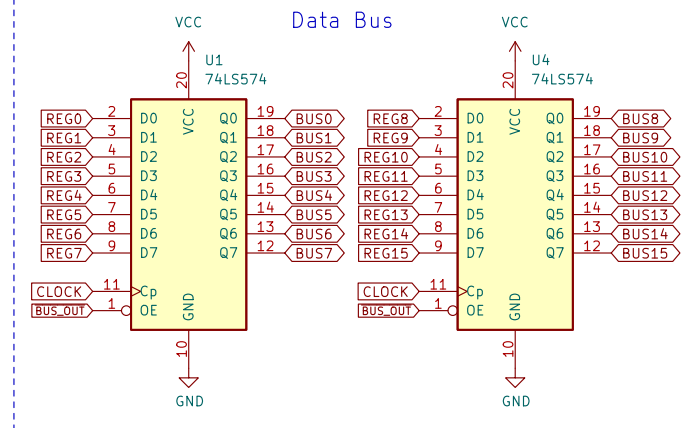 Data Bus
VCC VCC
U1 U4
74LS574 74LS574
20 20
VCC VCC
REG0 2 D0 Q0 19 BUS0 REG8 2 D0 Q0 19 BUS8
REG1 3 D1 Q1 18 BUS1 REG9 3 D1 Q1 18 BUS9
REG2 4 D2 Q2 17 BUS2 REG10 4 D2 Q2 17 BUS10
REG3 5 D3 Q3 16 BUS3 REG11 5 D3 Q3 16 BUS11
REG4 6 D4 Q4 15 BUS4 REG12 6 D4 Q4 15 BUS12
REG5 7 D5 Q5 14 BUS5 REG13 7 D5 Q5 14 BUS13
REG6 8 D6 Q6 13 BUS6 REG14 8 D6 Q6 13 BUS14
REG7 9 D7 Q7 12 BUS7 REG15 9 D7 Q7 12 BUS15
CLOCK 11 Cp CLOCK 11 Cp
BUS_OUT 1 OE BUS_OUT 1 OE
GND GND
10 10
GND GND